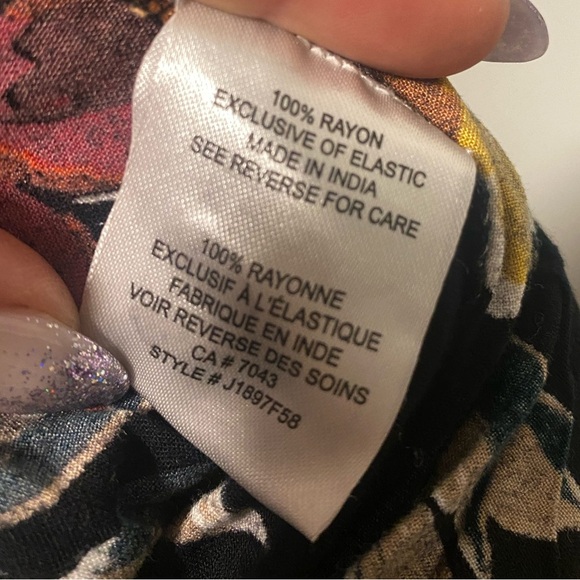 100% RAYON
EXCLUSIVE OF ELASTIC
MADE IN INDIA
SEE REVERSE FOR CARE
100% RAYONNE
EXCLUSIF À L'ÉLASTIQUE
FABRIQUE EN INDE
VOIR REVERSE DES SOINS
CA # 7043
STYLE # J1897F58